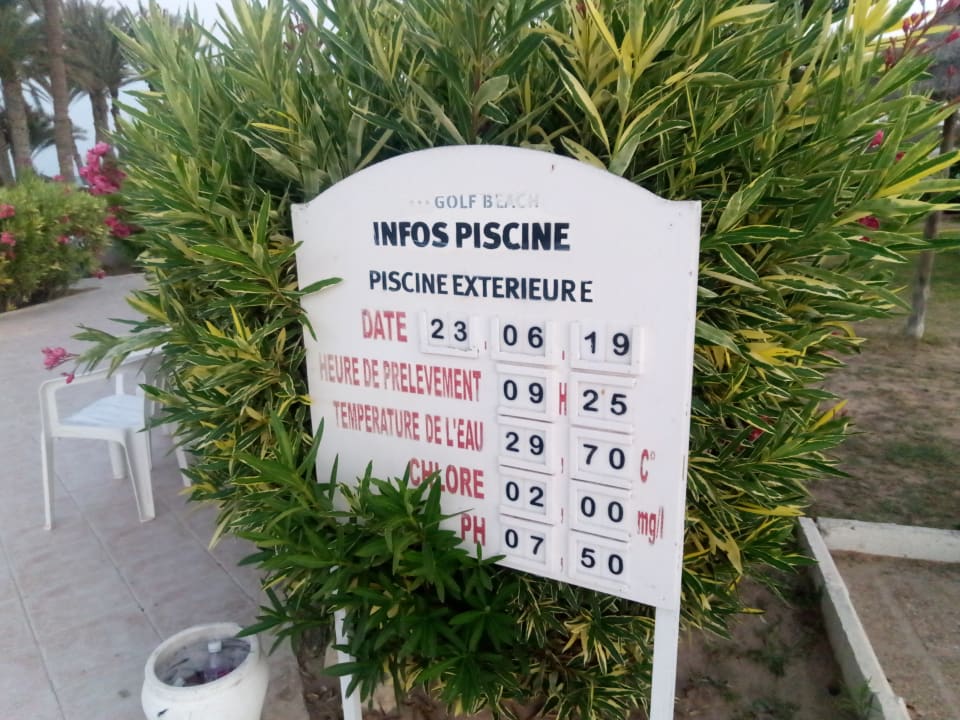 GOLF BEACH
INFOS PISCINE
PISCINE EXTERIEURE
DATE 23 . 06 . 19
HEURE DE PRELEVEMENT 09 H 25
TEMPERATURE DE L'EAU 29 , 70 C°
CHLORE 02 , 00 mg/l
PH 07 , 50